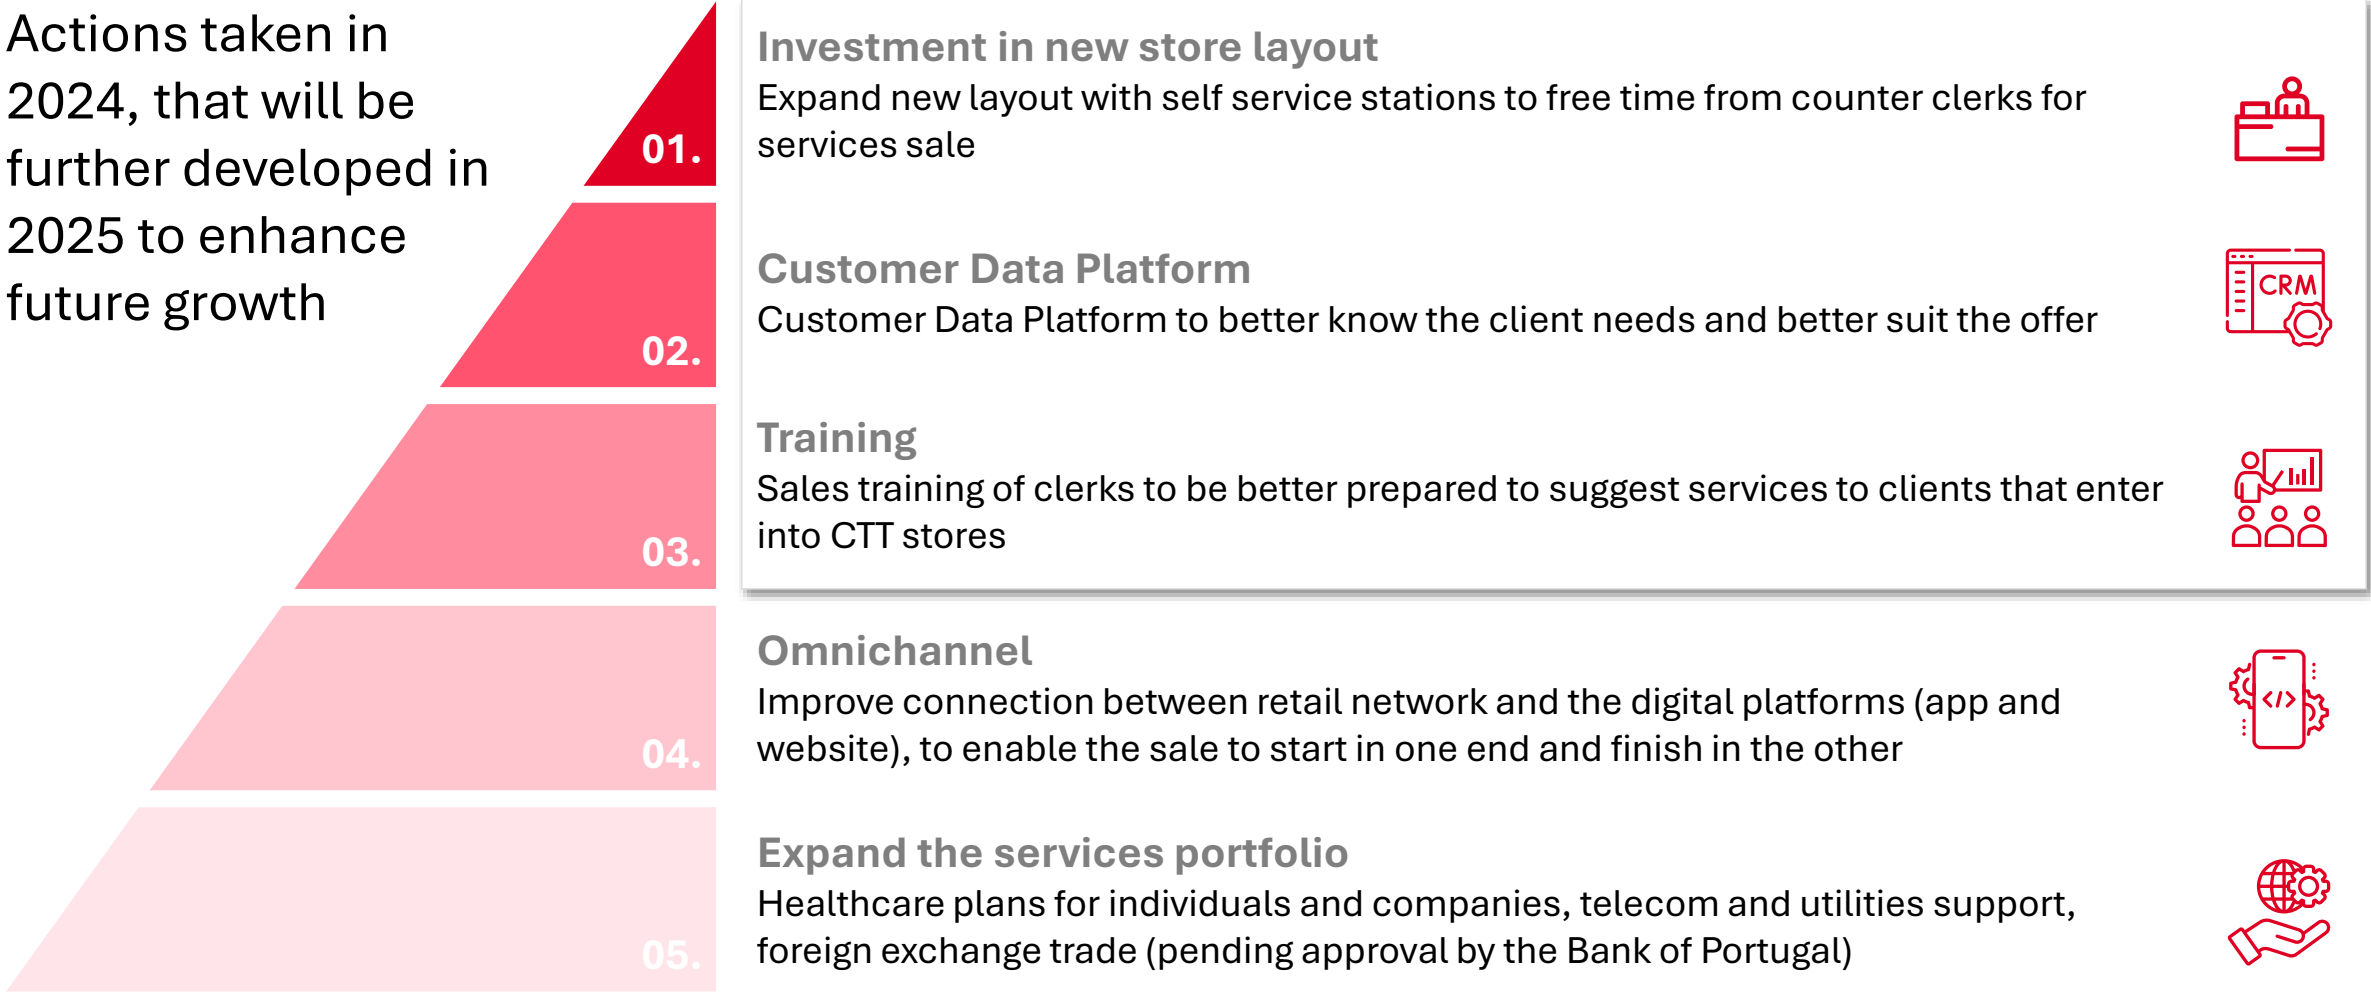 Actions taken in
2024, that will be
further developed in
2025 to enhance
future growth
01.
Investment in new store layout
Expand new layout with self service stations to free time from counter clerks for
services sale
02.
Customer Data Platform
Customer Data Platform to better know the client needs and better suit the offer
CRM
03.
Training
Sales training of clerks to be better prepared to suggest services to clients that enter
into CTT stores
04.
Omnichannel
Improve connection between retail network and the digital platforms (app and
website), to enable the sale to start in one end and finish in the other
</>
05.
Expand the services portfolio
Healthcare plans for individuals and companies, telecom and utilities support,
foreign exchange trade (pending approval by the Bank of Portugal)